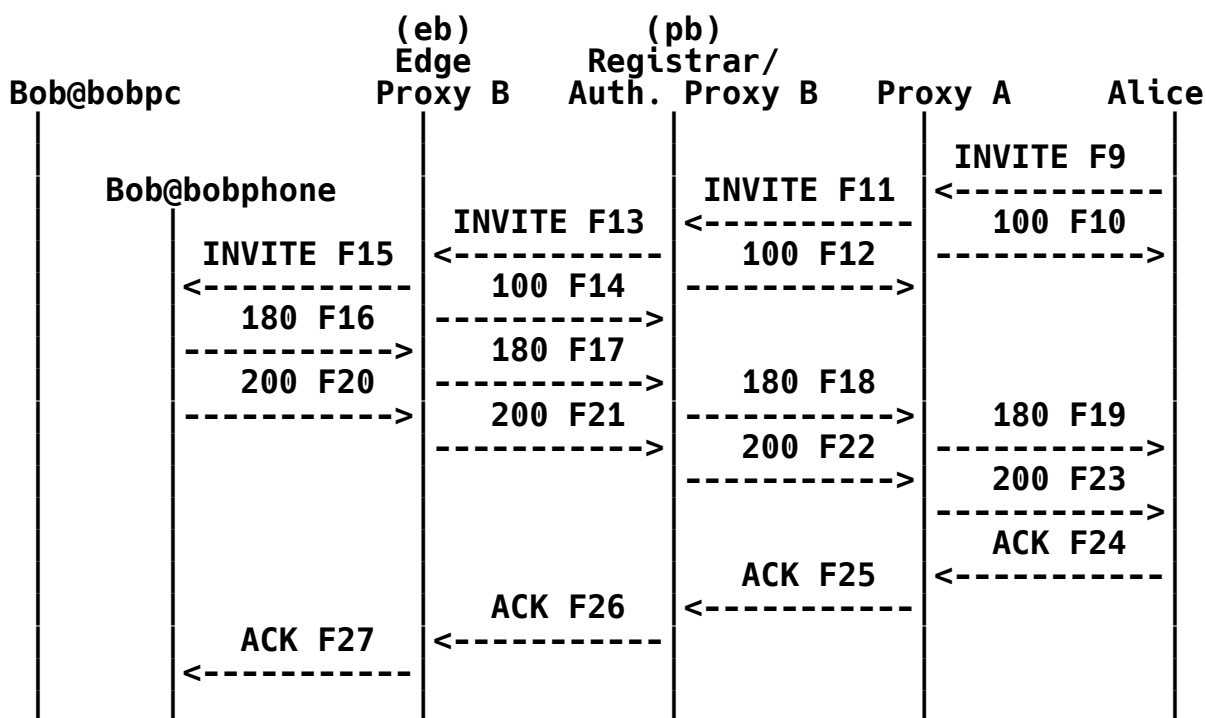 (eb) (pb)
Edge Registrar/
Bob@bobpc Proxy B Auth. Proxy B Proxy A Alice
INVITE F9
Bob@bobphone INVITE F11 <-----------
INVITE F13 <----------- 100 F10
INVITE F15 <----------- 100 F12 ----------->
<----------- 100 F14 ----------->
180 F16 ----------->
-----------> 180 F17
200 F20 -----------> 180 F18
-----------> 200 F21 -----------> 180 F19
-----------> 200 F22 ----------->
-----------> 200 F23
----------->
ACK F24
ACK F25 <-----------
ACK F26 <-----------
ACK F27 <-----------
<-----------